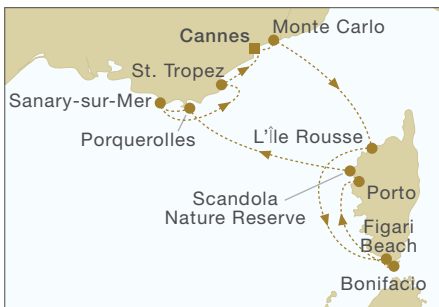 Monte Carlo
Cannes
St. Tropez
Sanary-sur-Mer
Porquerolles
L'Île Rousse
Scandola
Nature Reserve
Porto
Figari
Beach
Bonifacio